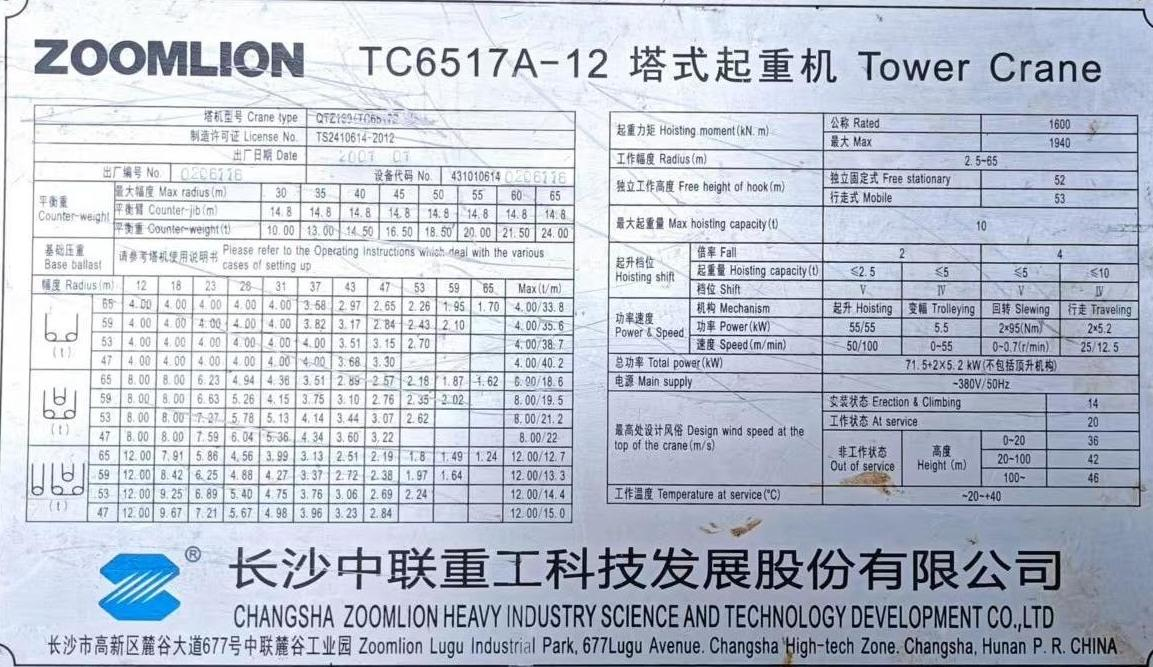 ZOOMLION TC6517A-12 塔式起重机 Tower Crane
塔机型号 Crane type
制造许可证 License No. TS2410614-2012
出厂日期 Date 2007 07
出厂编号 No. 0206116 设备代码 No. 431010614 0206116
平衡重 Counter-weight
最大幅度 Max radius(m) 30 35 40 45 50 55 60 65
平衡臂 Counter-jib(m) 14.8 14.8 14.8 14.8 14.8 14.8 14.8 14.8
平衡重 Counter-weight(t) 10.00 13.00 14.50 16.50 18.50 20.00 21.50 24.00
基础压重 Base ballast
请参考塔机使用说明书 Please refer to the Operating Instructions which deal with the various
cases of setting up
幅度 Radius(m) 12 18 23 28 31 37 43 47 53 59 65 Max(t/m)
(t)
65 4.00 4.00 4.00 4.00 4.00 3.58 2.97 2.65 2.26 1.95 1.70 4.00/33.8
59 4.00 4.00 4.00 4.00 4.00 3.82 3.17 2.84 2.43 2.10 4.00/35.6
53 4.00 4.00 4.00 4.00 4.00 4.00 3.51 3.15 2.70 4.00/38.7
47 4.00 4.00 4.00 4.00 4.00 4.00 3.68 3.30 4.00/40.2
(t)
65 8.00 8.00 6.23 4.94 4.36 3.51 2.89 2.57 2.18 1.87 1.62 8.00/18.6
59 8.00 8.00 6.63 5.26 4.15 3.75 3.10 2.76 2.35 2.02 8.00/19.5
53 8.00 8.00 7.27 5.78 5.13 4.14 3.44 3.07 2.62 8.00/21.2
47 8.00 8.00 7.59 6.04 5.36 4.34 3.60 3.22 8.00/22
(t)
65 12.00 7.91 5.86 4.56 3.99 3.13 2.51 2.19 1.8 1.49 1.24 12.00/12.7
59 12.00 8.42 6.25 4.88 4.27 3.37 2.72 2.38 1.97 1.64 12.00/13.3
53 12.00 9.25 6.89 5.40 4.75 3.76 3.06 2.69 2.24 12.00/14.4
47 12.00 9.67 7.21 5.67 4.98 3.96 3.23 2.84 12.00/15.0
起重力矩 Hoisting moment(kN. m) 公称 Rated 1600
最大 Max 1940
工作幅度 Radius(m) 2.5-65
独立工作高度 Free height of hook(m) 独立固定式 Free stationary 52
行走式 Mobile 53
最大起重量 Max hoisting capacity(t) 10
起升档位 Hoisting shift
倍率 Fall 2 4
起重量 Hoisting capacity(t) ≤2.5 ≤5 ≤5 ≤10
档位 Shift V IV V IV
功率速度 Power & Speed
机构 Mechanism 起升 Hoisting 变幅 Trolleying 回转 Slewing 行走 Traveling
功率 Power(kW) 55/55 5.5 2×95(Nm) 2×5.2
速度 Speed(m/min) 50/100 0~55 0~0.7(r/min) 25/12.5
总功率 Total power(kW) 71.5+2×5.2 kW(不包括顶升机构)
电源 Main supply ~380V/50Hz
最高处设计风俗 Design wind speed at the
top of the crane(m/s)
安装状态 Erection & Climbing 14
工作状态 At service 20
非工作状态 Out of service 高度 Height (m)
0~20 36
20~100 42
100~ 46
工作温度 Temperature at service(℃) -20~+40
® 长沙中联重工科技发展股份有限公司
CHANGSHA ZOOMLION HEAVY INDUSTRY SCIENCE AND TECHNOLOGY DEVELOPMENT CO.,LTD
长沙市高新区麓谷大道677号中联麓谷工业园 Zoomlion Lugu Industrial Park, 677Lugu Avenue. Changsha High-tech Zone. Changsha, Hunan P. R. CHINA